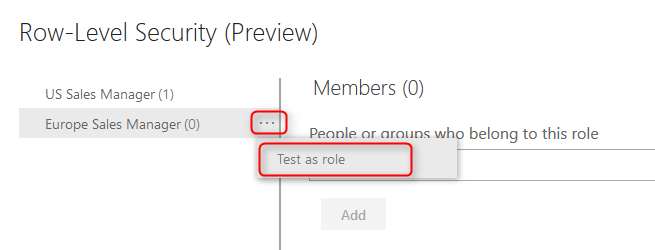 Row-Level Security (Preview)
US Sales Manager (1)
Europe Sales Manager (0)
...
Test as role
Members (0)
People or groups who belong to this role
Add